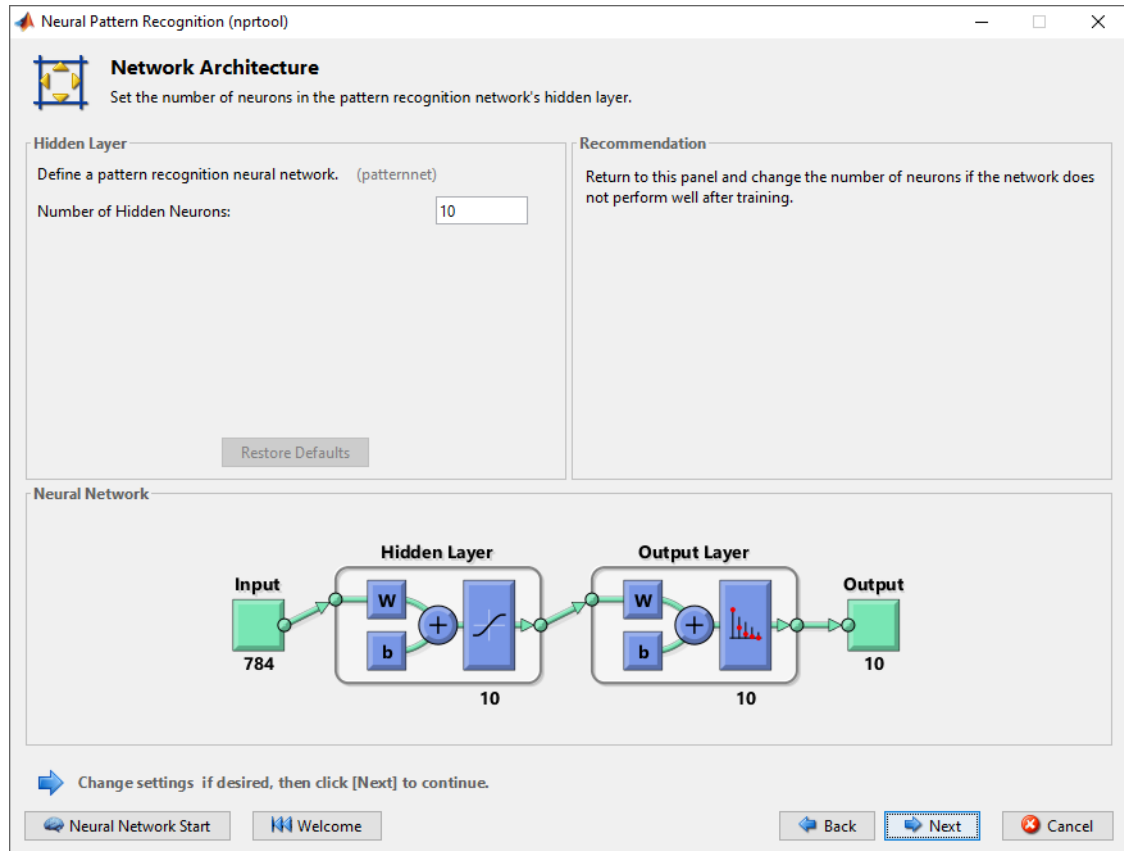 Neural Pattern Recognition (nprtool)
Network Architecture
Set the number of neurons in the pattern recognition network's hidden layer.
Hidden Layer
Define a pattern recognition neural network. (patternnet)
Number of Hidden Neurons: 10
Restore Defaults
Recommendation
Return to this panel and change the number of neurons if the network does
not perform well after training.
Neural Network
Hidden Layer
Output Layer
Input
Output
W
W
b
b
784
10
10
10
Change settings if desired, then click [Next] to continue.
Neural Network Start
Welcome
Back
Next
Cancel